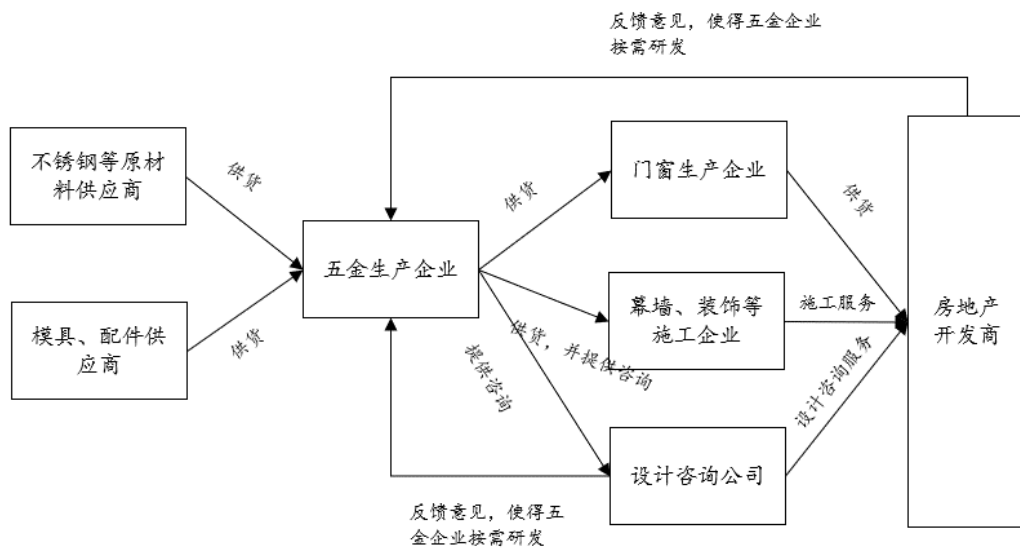 反馈意见，使得五金企业
按需研发
不锈钢等原材
料供应商
供货
模具、配件供
应商
供货
五金生产企业
供货
门窗生产企业
供货
供货，并提供咨询
幕墙、装饰等
施工企业
施工服务
提供咨询
设计咨询公司
设计咨询服务
房地产
开发商
反馈意见，使得五
金企业按需研发